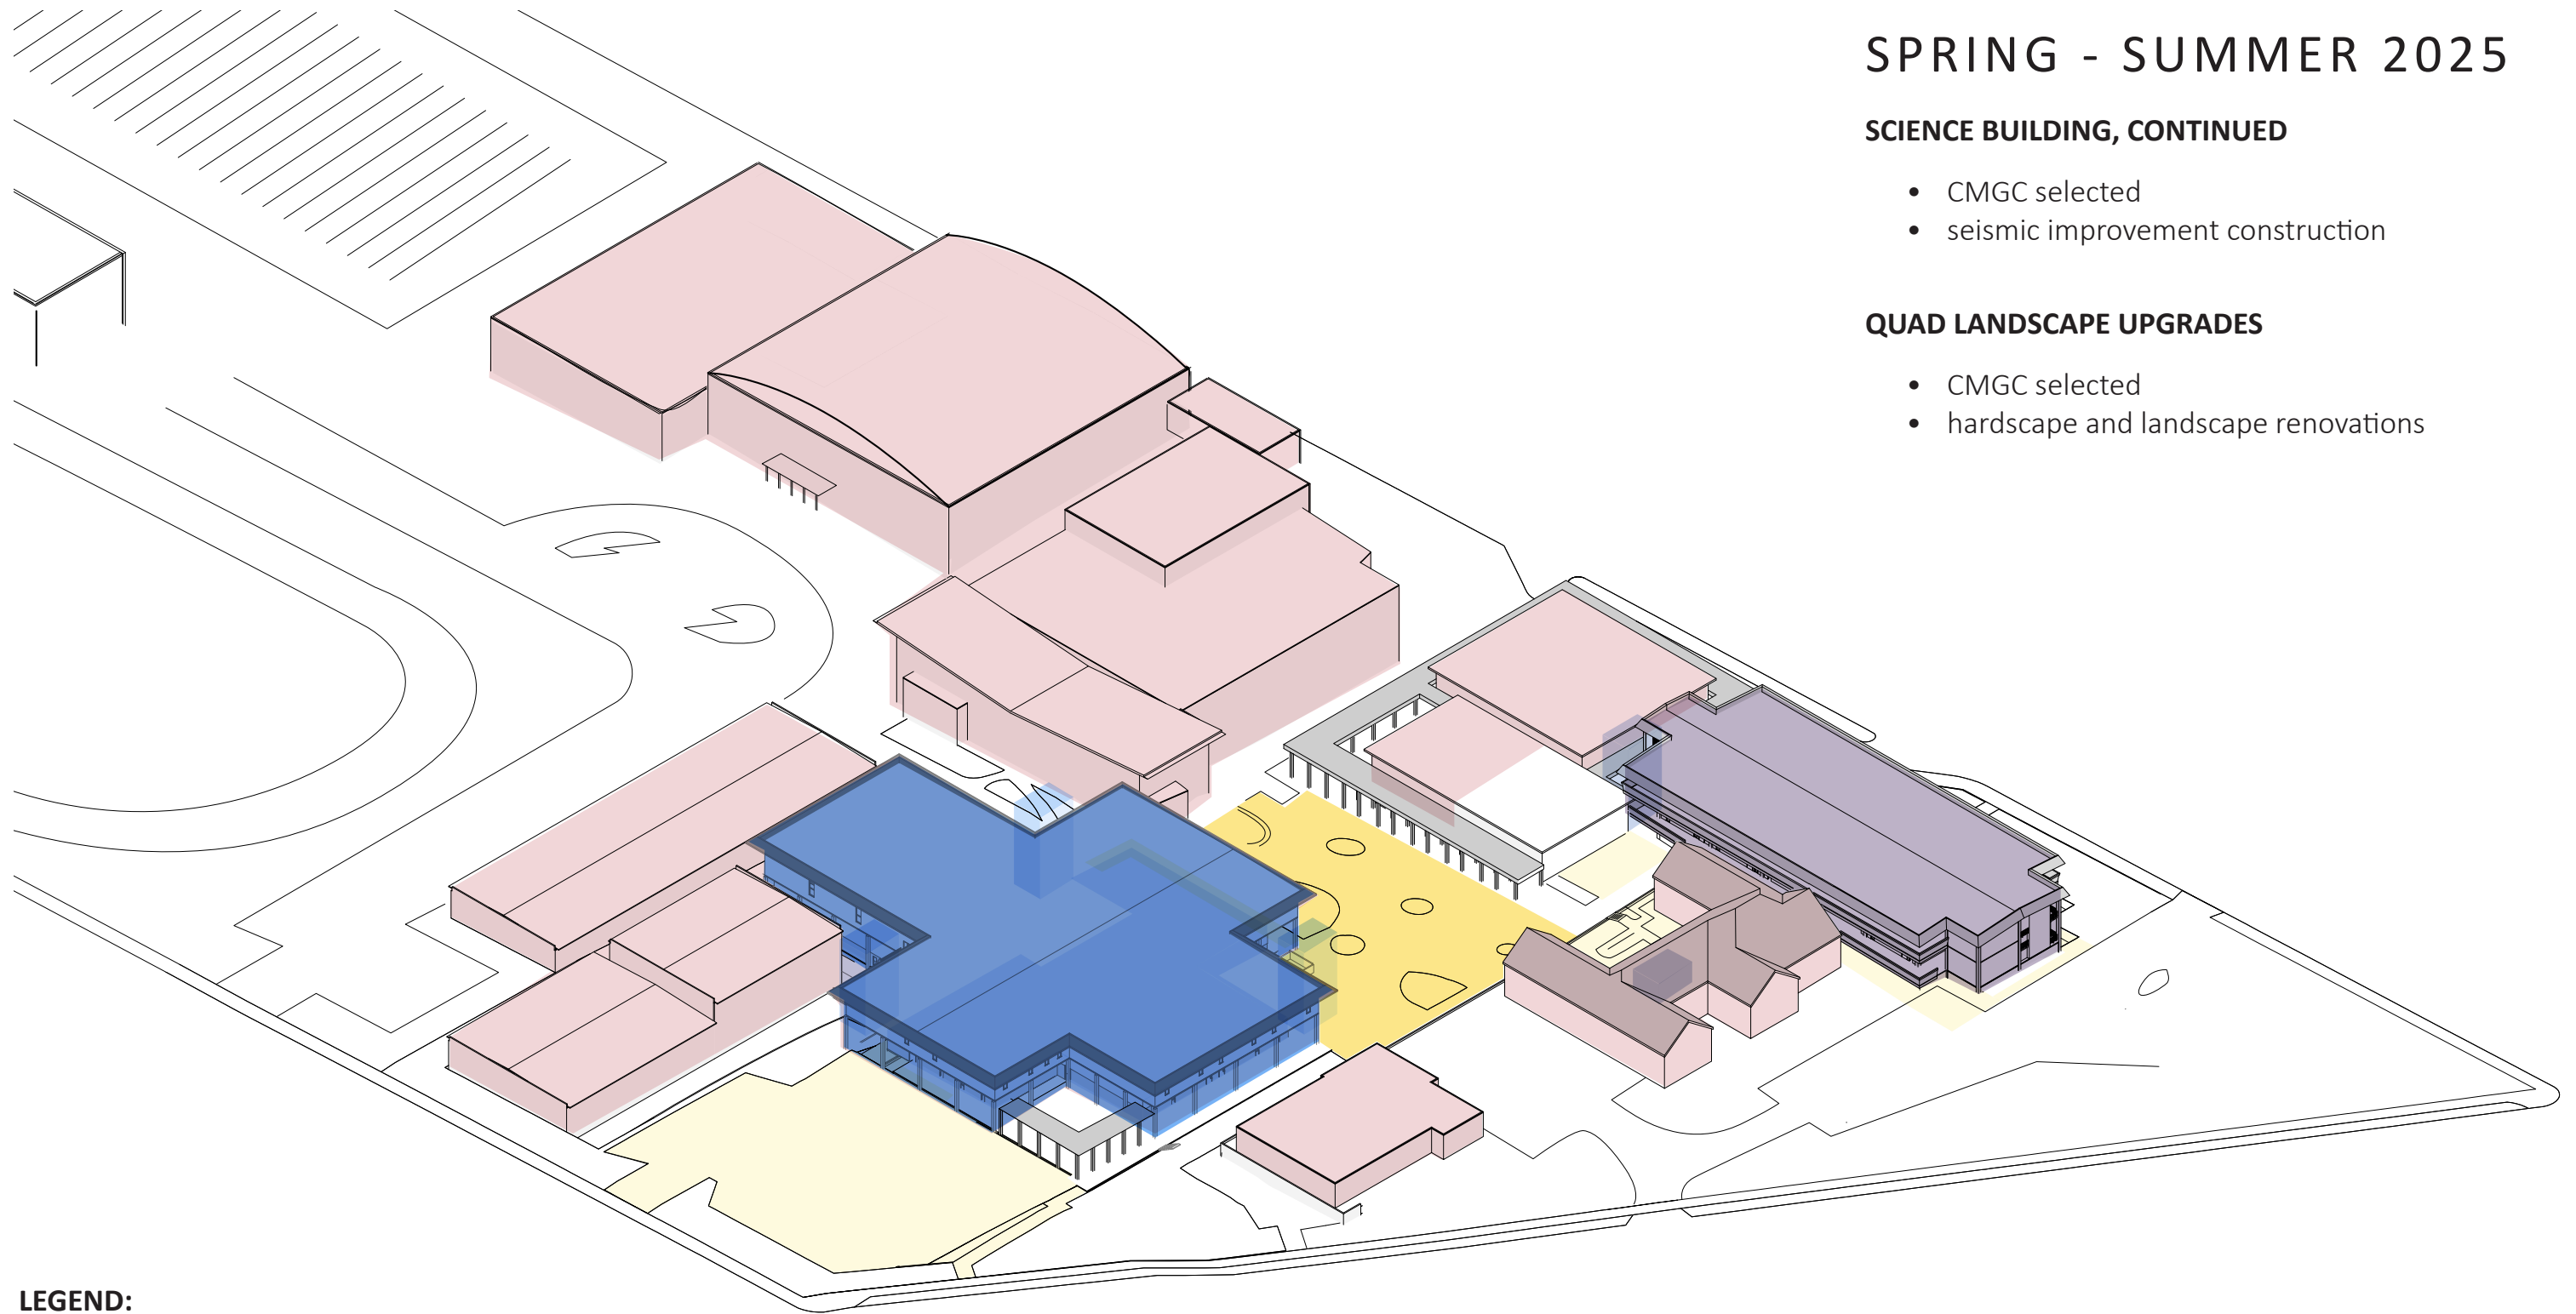 SPRING - SUMMER 2025
SCIENCE BUILDING, CONTINUED
• CMGC selected
• seismic improvement construction
QUAD LANDSCAPE UPGRADES
• CMGC selected
• hardscape and landscape renovations
LEGEND: